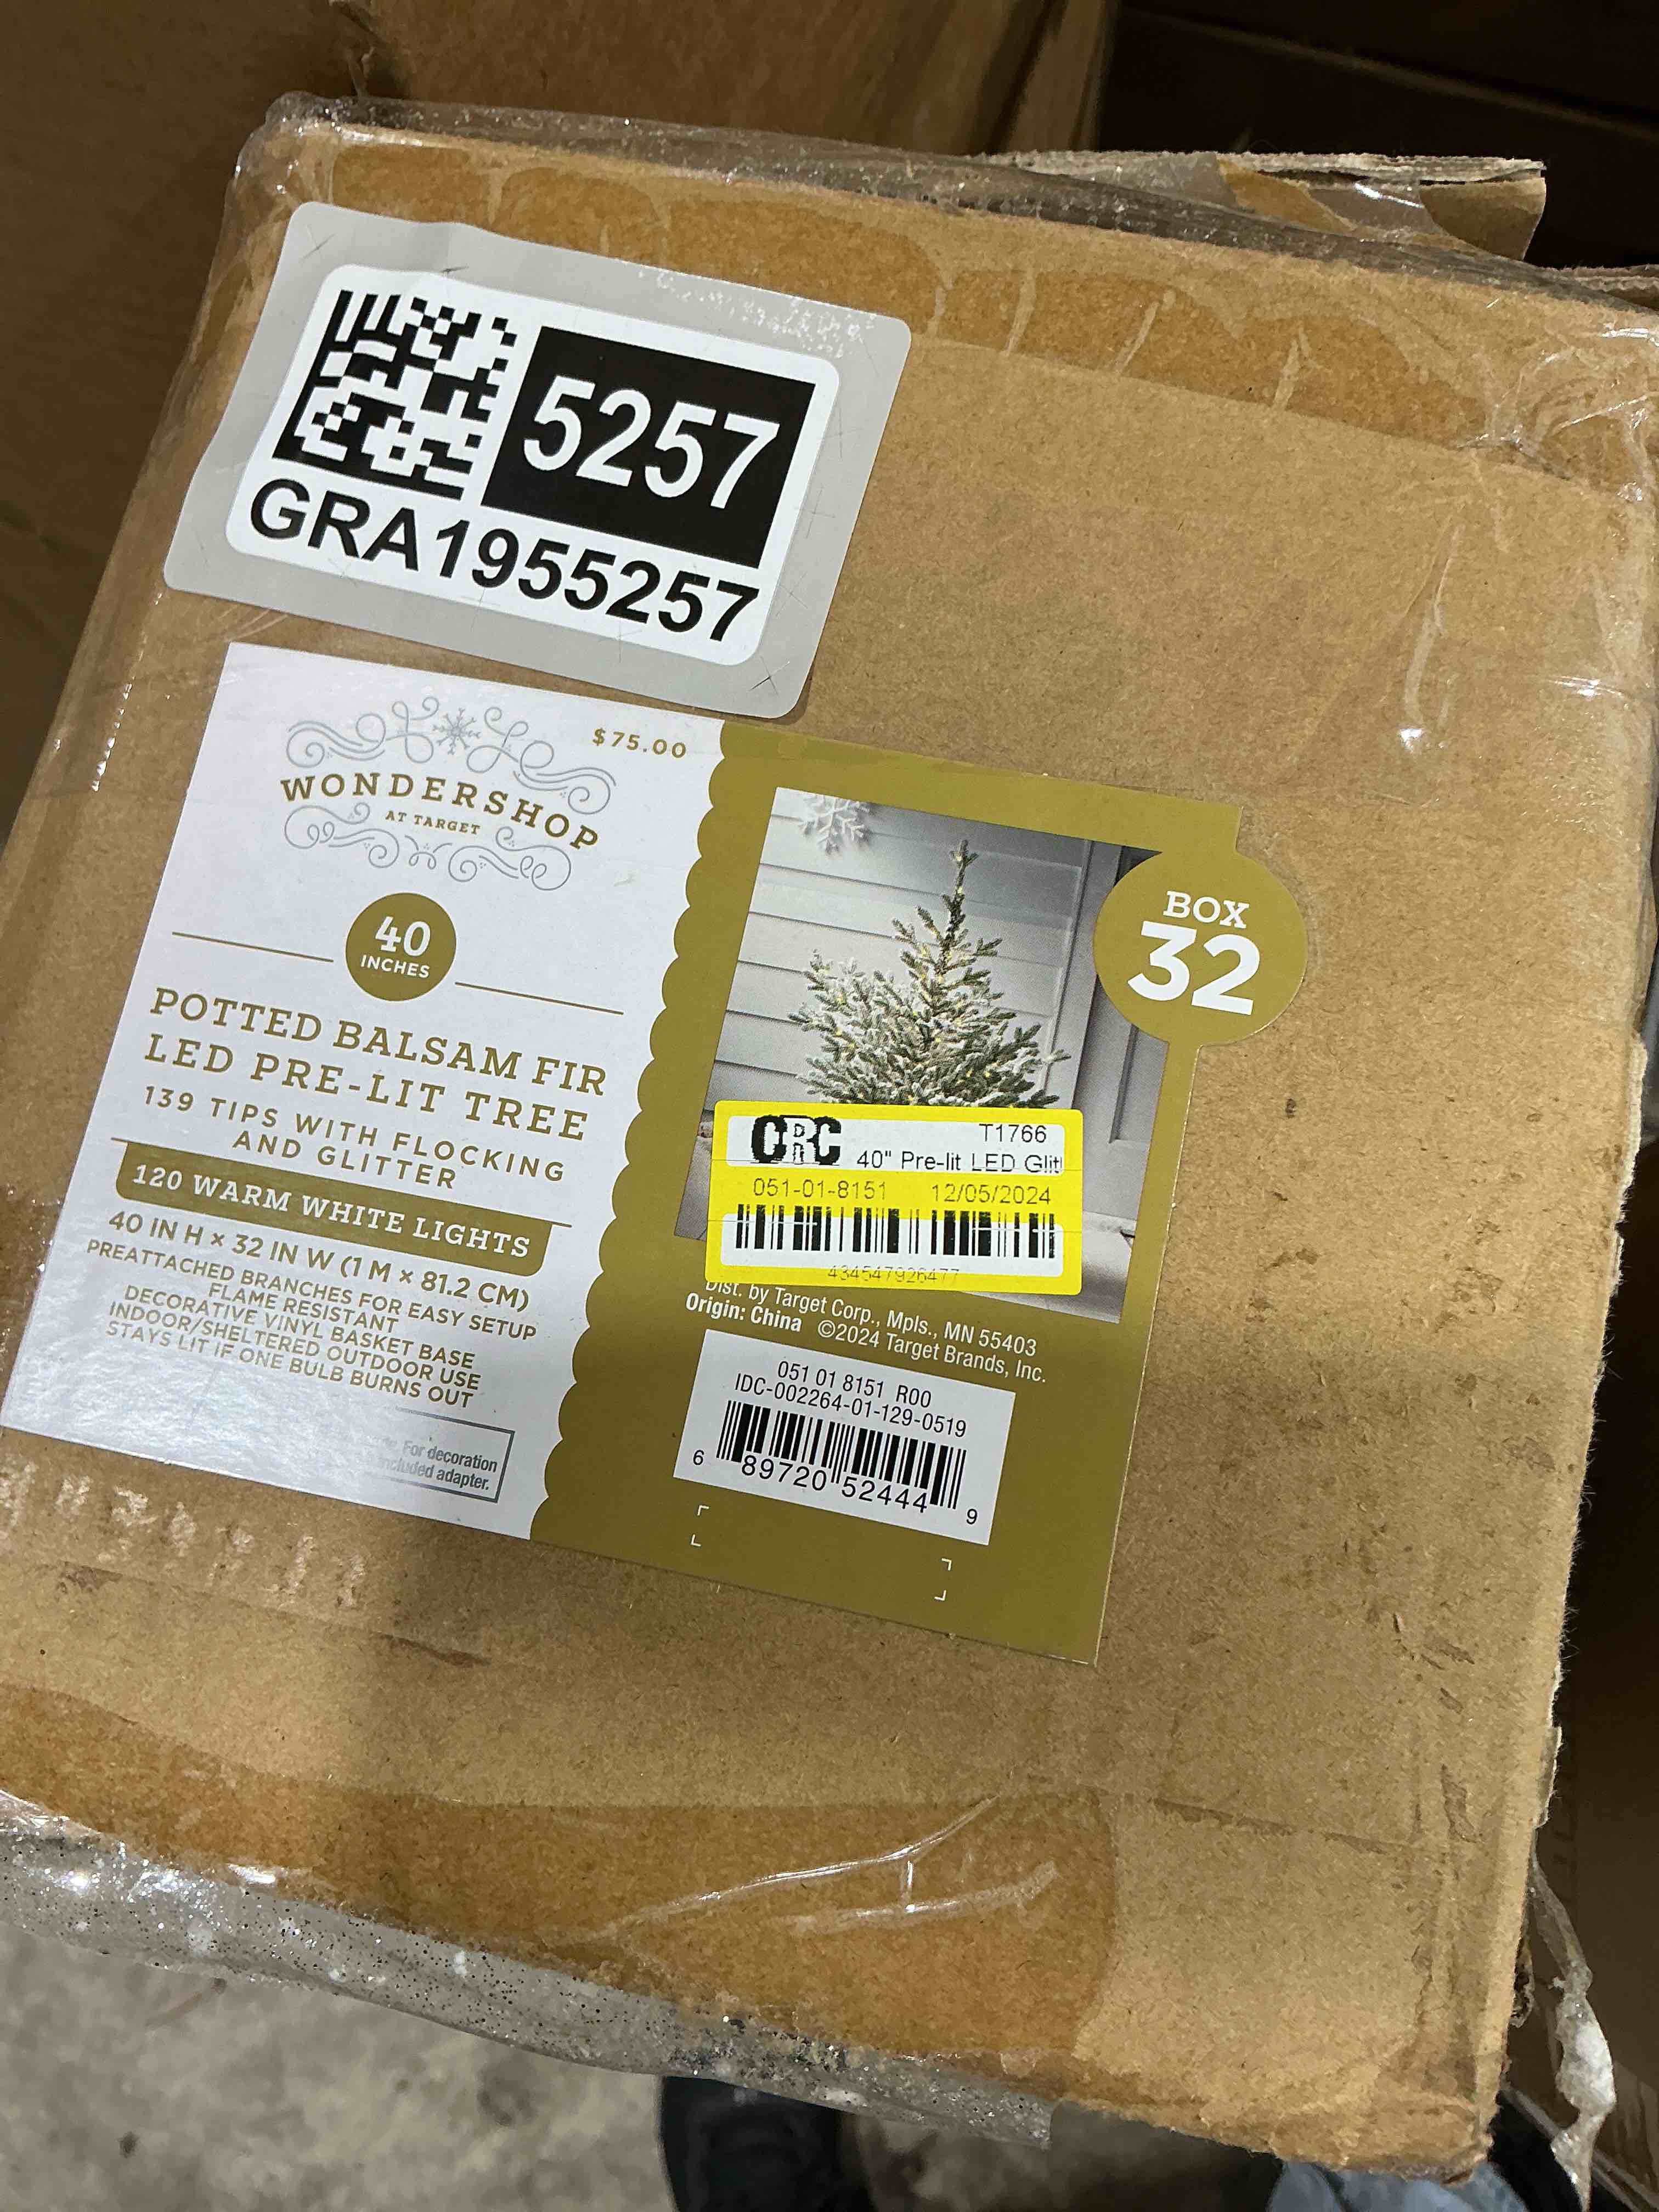 5257
GRA1955257
$75.00
WONDERSHOP
AT TARGET
40
INCHES
POTTED BALSAM FIR
LED PRE-LIT TREE
139 TIPS WITH FLOCKING
AND GLITTER
120 WARM WHITE LIGHTS
40 IN H × 32 IN W (1 M × 81.2 CM)
PREATTACHED BRANCHES FOR EASY SETUP
FLAME RESISTANT
DECORATIVE VINYL BASKET BASE
INDOOR/SHELTERED OUTDOOR USE
STAYS LIT IF ONE BULB BURNS OUT
For decoration
included adapter.
BOX
32
CRC
T1766
40" Pre-lit LED Glit
051-01-8151 12/05/2024
434547926477
Dist. by Target Corp., Mpls., MN 55403
Origin: China ©2024 Target Brands, Inc.
051 01 8151 R00
IDC-002264-01-129-0519
6 89720 52444 9